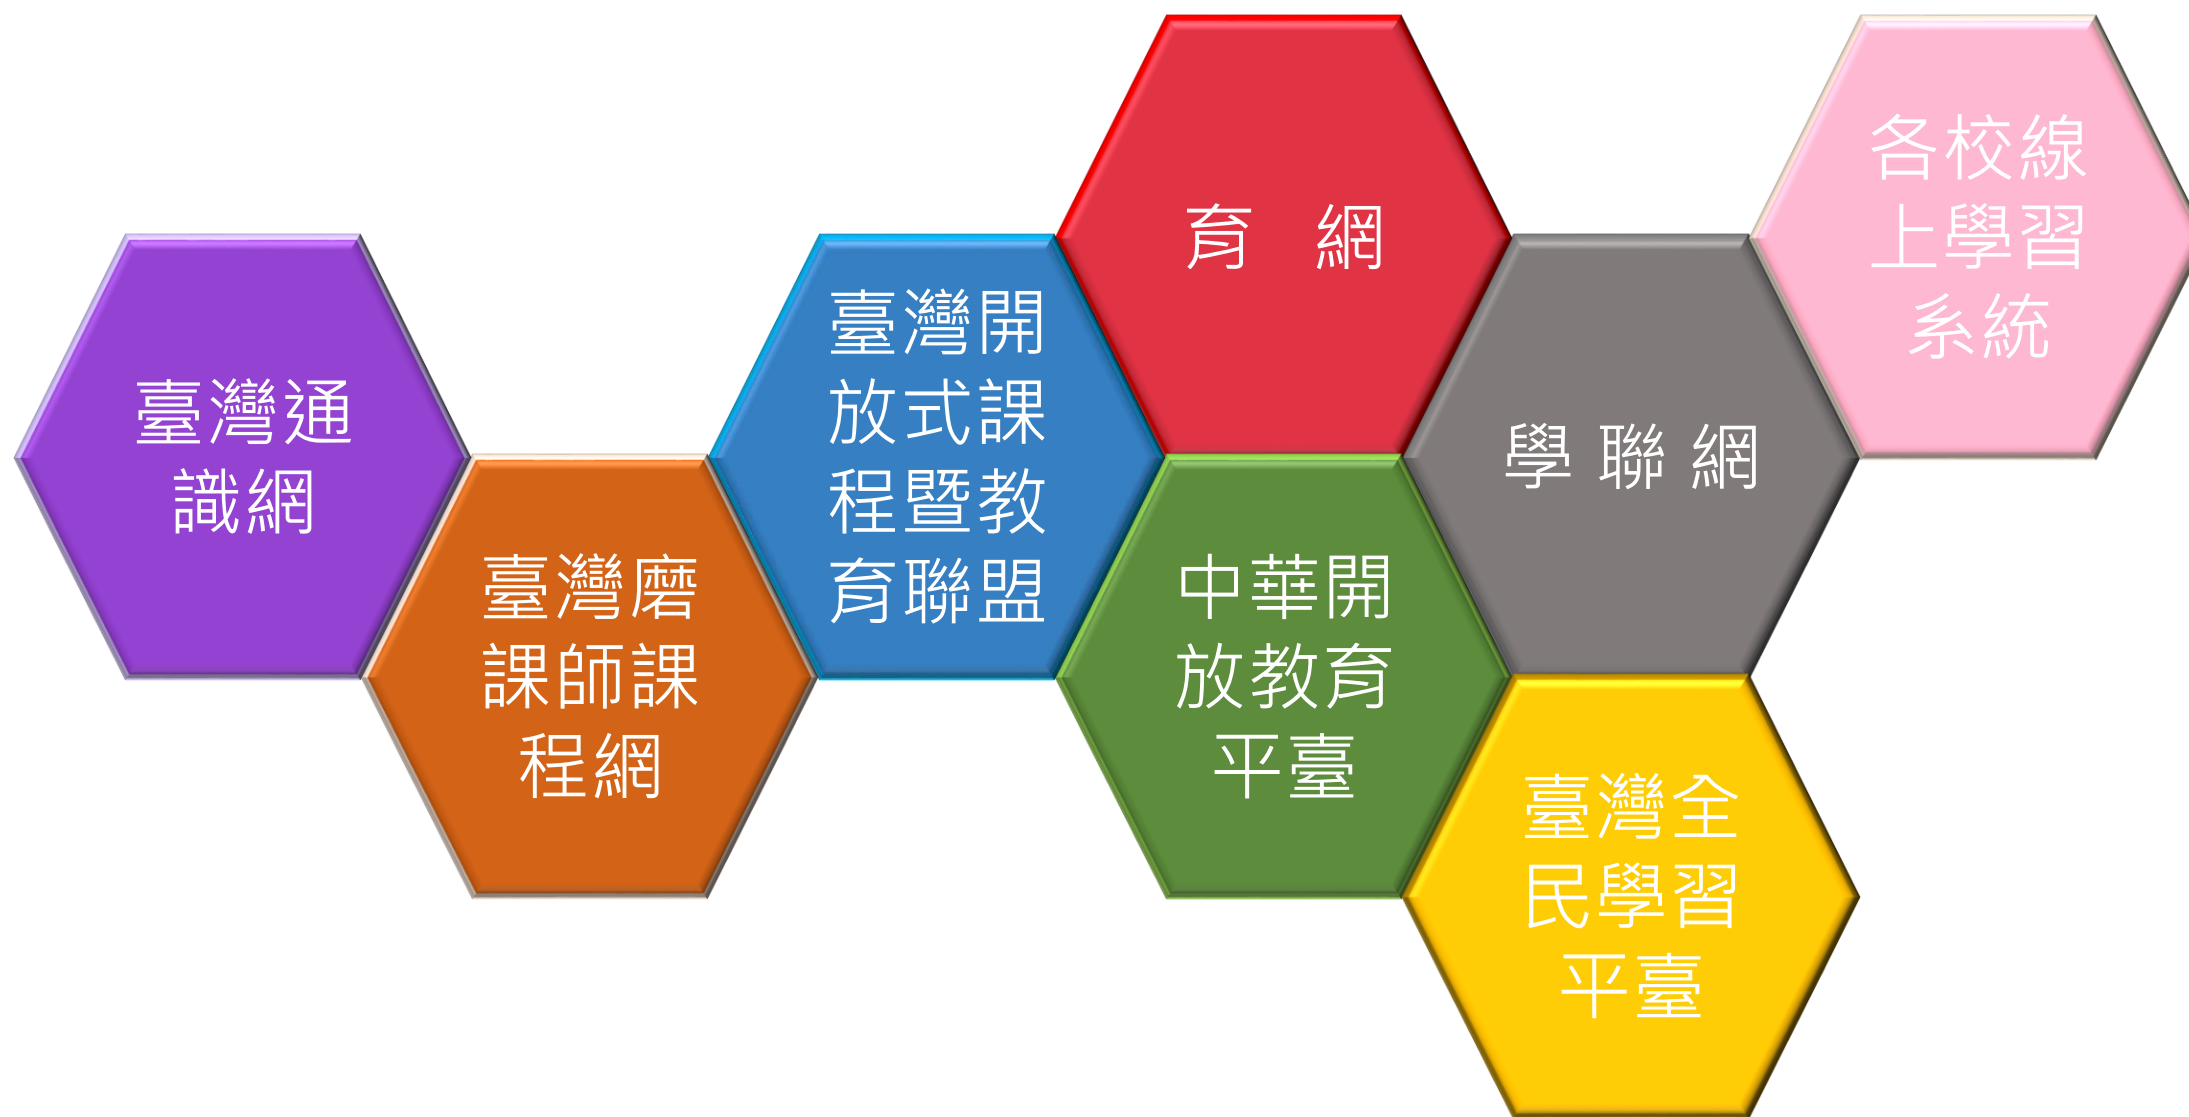 臺灣通
識網
臺灣磨
課師課
程網
臺灣開
放式課
程暨教
育聯盟
育 網
中華開
放教育
平臺
學 聯 網
臺灣全
民學習
平臺
各校線
上學習
系統